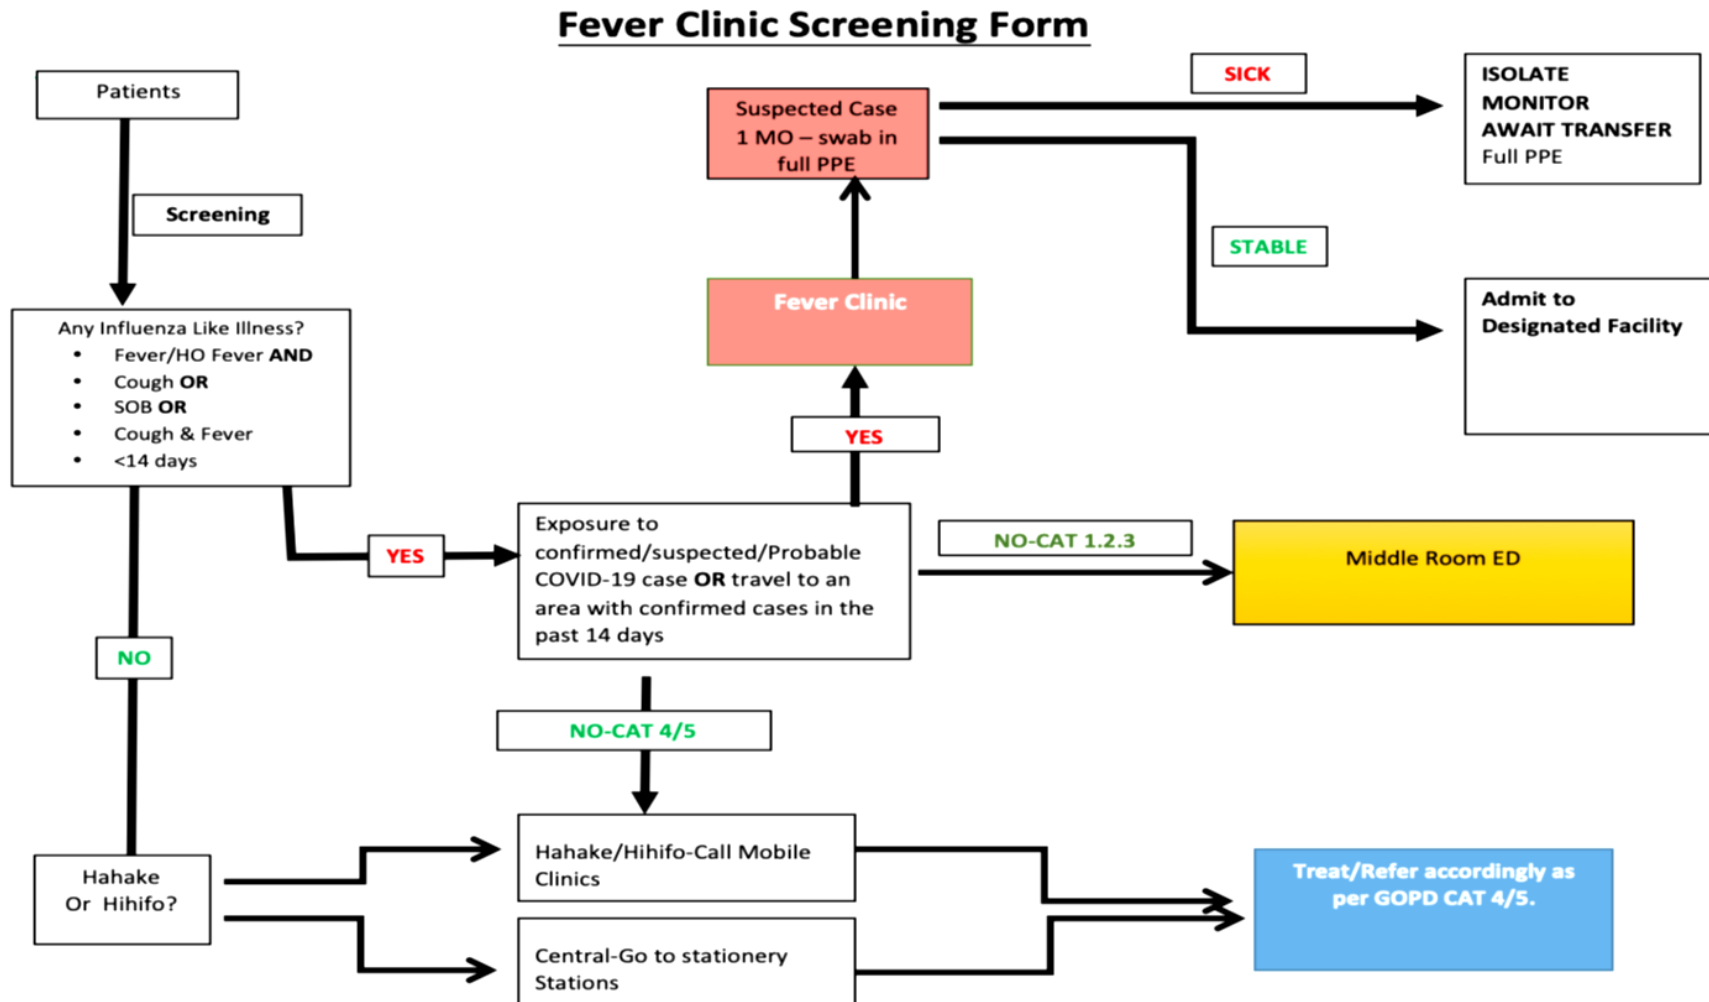 Fever Clinic Screening Form
Patients
Screening
Any Influenza Like Illness?
• Fever/HO Fever AND
• Cough OR
• SOB OR
• Cough & Fever
• <14 days
YES
NO
Hahake
Or Hihifo?
Suspected Case
1 MO – swab in
full PPE
Fever Clinic
YES
Exposure to
confirmed/suspected/Probable
COVID-19 case OR travel to an
area with confirmed cases in the
past 14 days
NO-CAT 4/5
Hahake/Hihifo-Call Mobile
Clinics
Central-Go to stationery
Stations
SICK
STABLE
NO-CAT 1.2.3
ISOLATE
MONITOR
AWAIT TRANSFER
Full PPE
Admit to
Designated Facility
Middle Room ED
Treat/Refer accordingly as
per GOPD CAT 4/5.